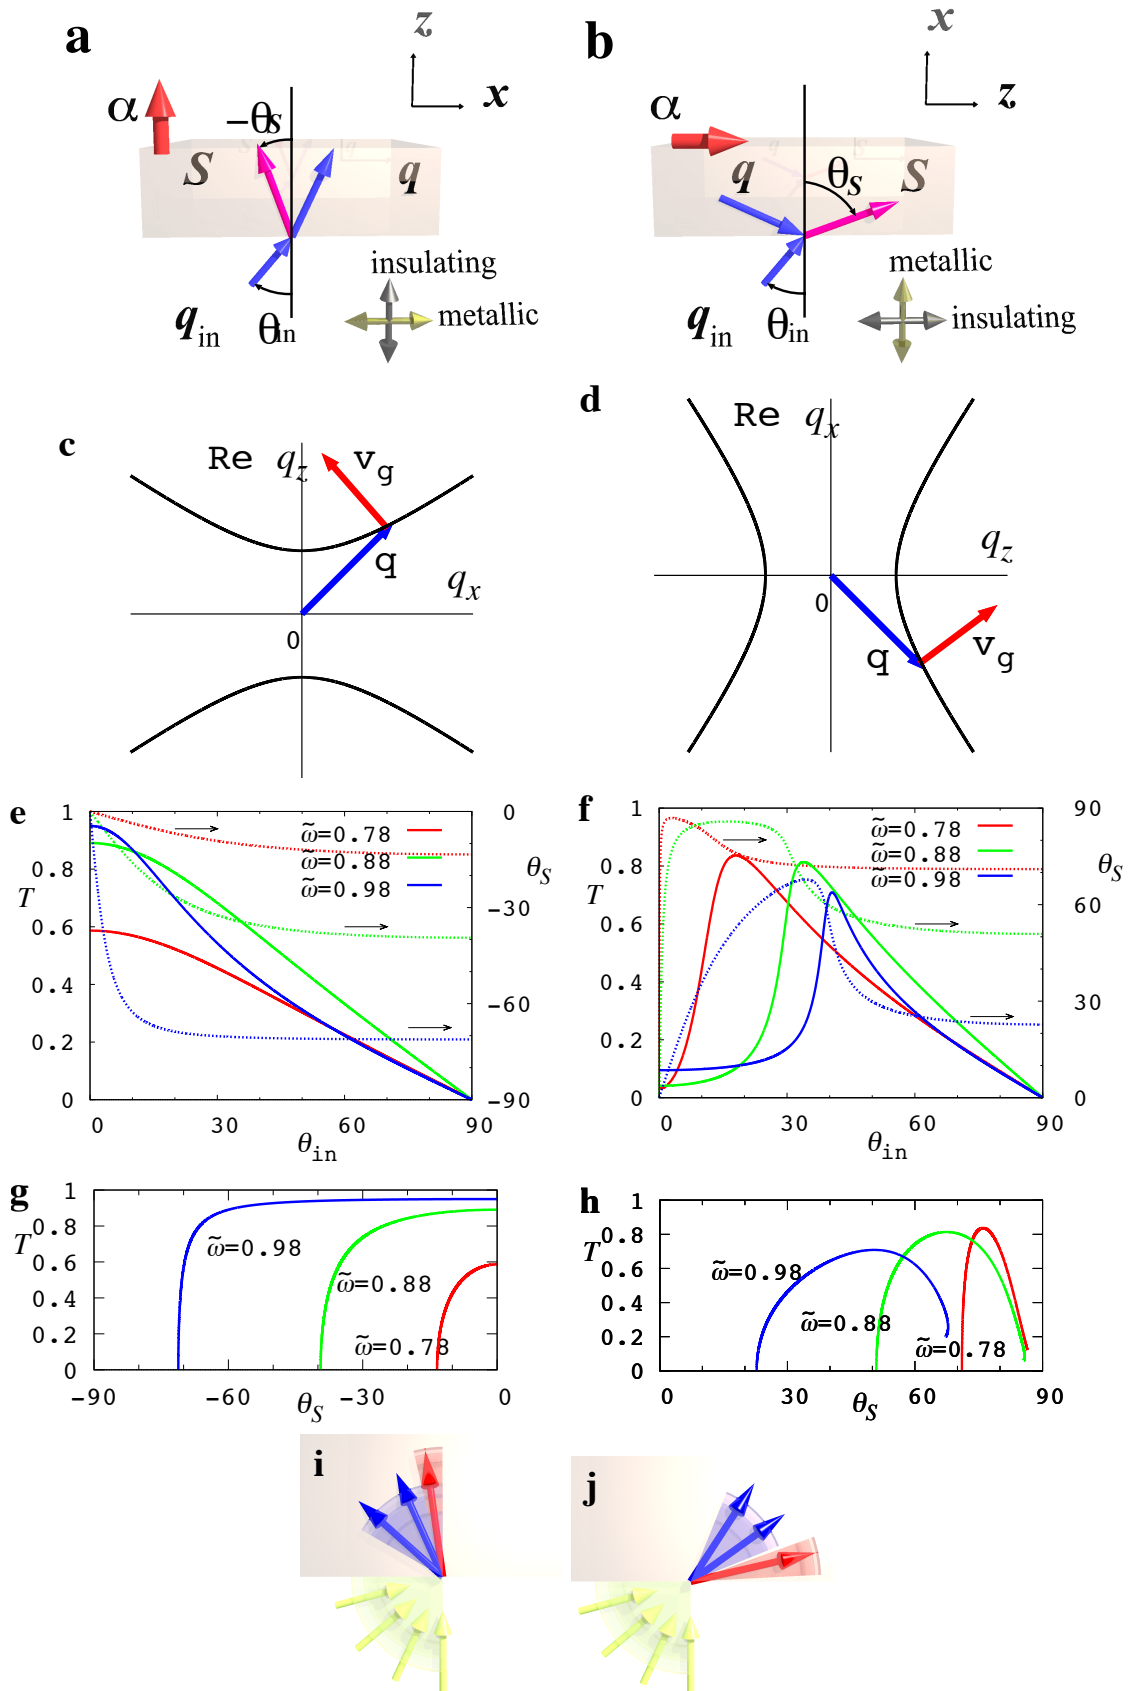 a
z
x
α
−θS
S
q
insulating
metallic
qin
θin
b
x
z
α
q
θS
S
metallic
insulating
qin
θin
c
Re qz
vg
q
qx
0
d
Re qx
qz
0
q
vg
e
1
0.8
T
0.6
0.4
0.2
0
ω̃=0.78
ω̃=0.88
ω̃=0.98
0
θS
−30
−60
−90
0 30 60 90
θin
f
1
0.8
T
0.6
0.4
0.2
0
ω̃=0.78
ω̃=0.88
ω̃=0.98
90
θS
60
30
0
0 30 60 90
θin
g
1
0.8
T
0.6
0.4
0.2
0
ω̃=0.98
ω̃=0.88
ω̃=0.78
−90 −60 −30 0
θS
h
1
0.8
T
0.6
0.4
0.2
0
ω̃=0.98
ω̃=0.88
ω̃=0.78
0 30 60 90
θS
i
j